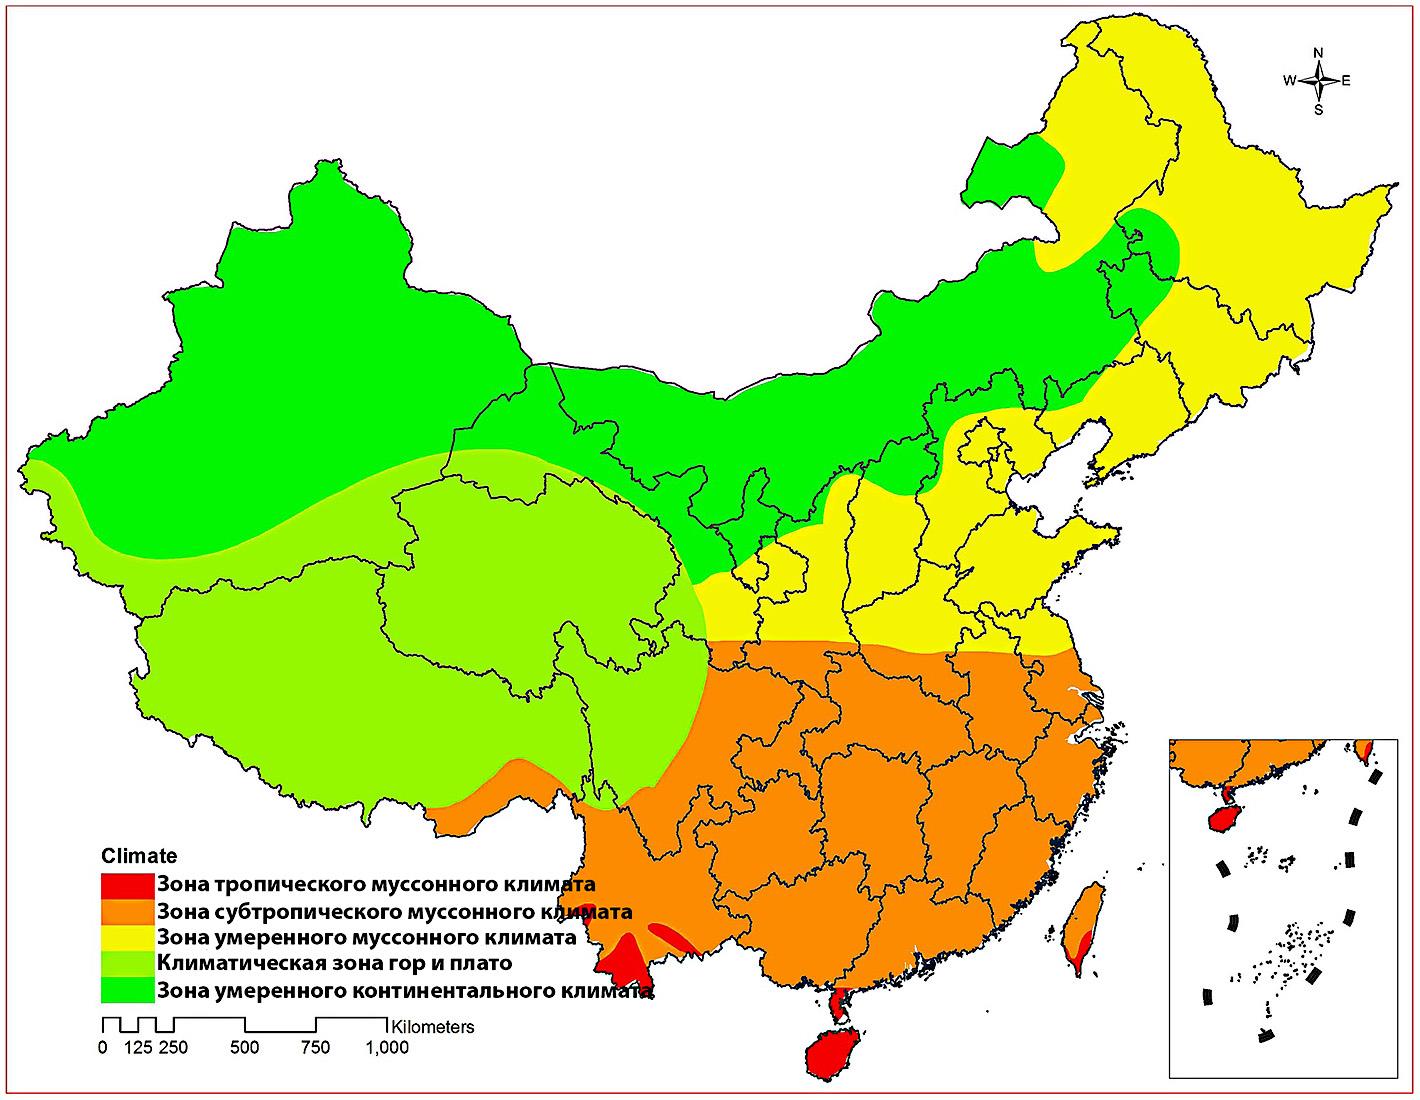 N
W E
S
Climate
Зона тропического муссонного климата
Зона субтропического муссонного климата
Зона умеренного муссонного климата
Климатическая зона гор и плато
Зона умеренного континентального климата
Kilometers
0 125 250 500 750 1,000